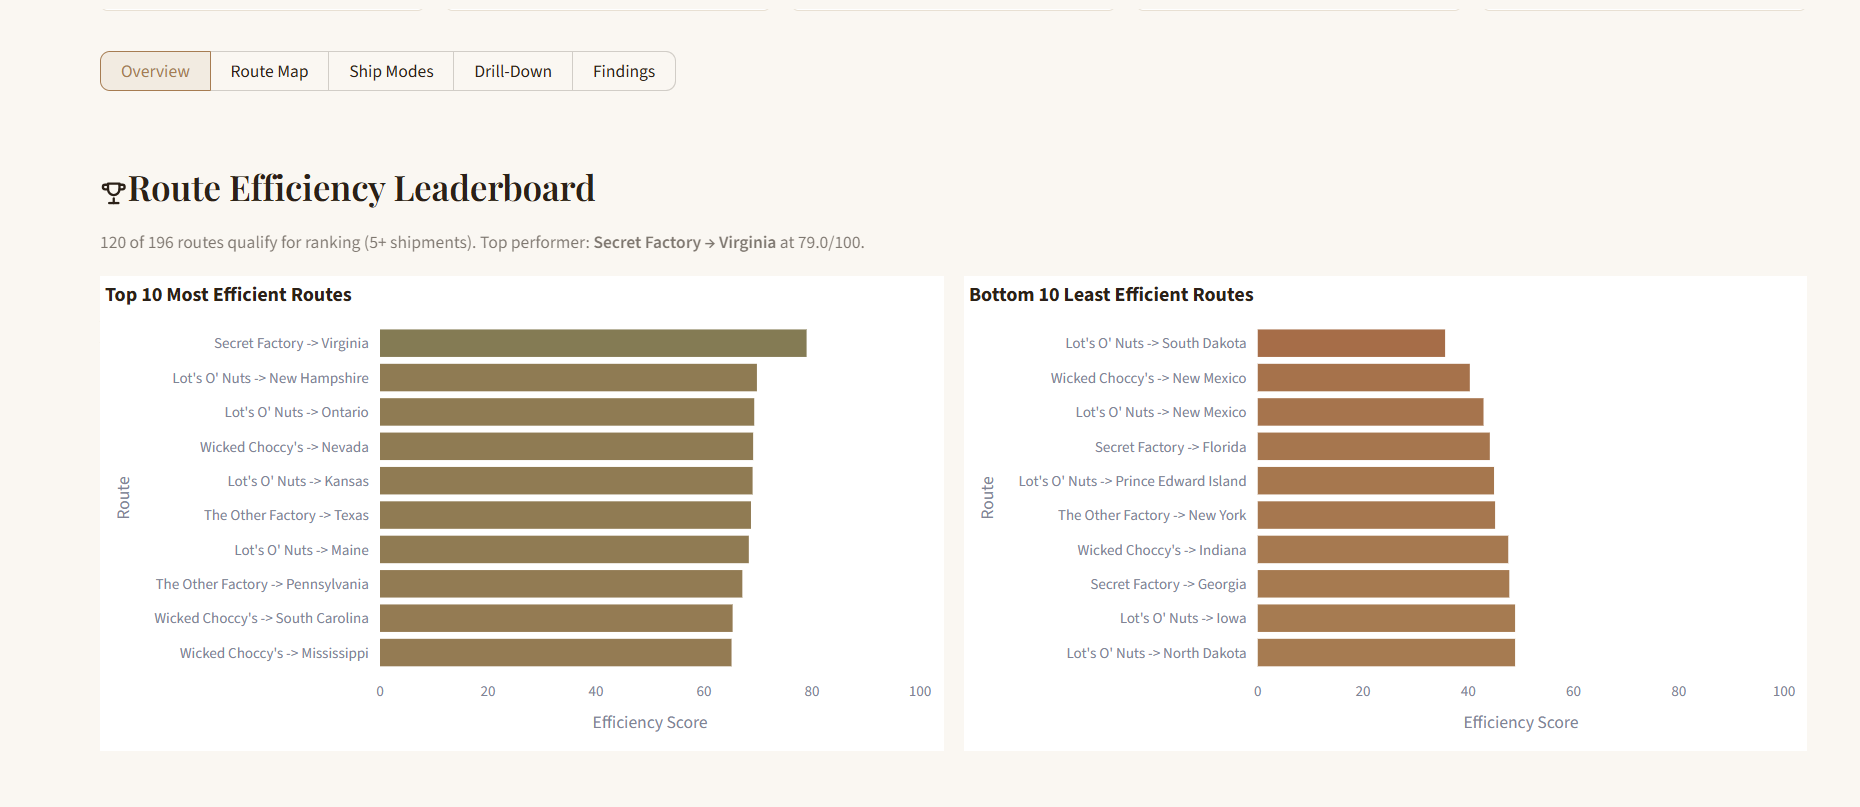 Overview Route Map Ship Modes Drill-Down Findings
Route Efficiency Leaderboard
120 of 196 routes qualify for ranking (5+ shipments). Top performer: Secret Factory → Virginia at 79.0/100.
Top 10 Most Efficient Routes
Route
Secret Factory -> Virginia
Lot's O' Nuts -> New Hampshire
Lot's O' Nuts -> Ontario
Wicked Choccy's -> Nevada
Lot's O' Nuts -> Kansas
The Other Factory -> Texas
Lot's O' Nuts -> Maine
The Other Factory -> Pennsylvania
Wicked Choccy's -> South Carolina
Wicked Choccy's -> Mississippi
0 20 40 60 80 100
Efficiency Score
Bottom 10 Least Efficient Routes
Route
Lot's O' Nuts -> South Dakota
Wicked Choccy's -> New Mexico
Lot's O' Nuts -> New Mexico
Secret Factory -> Florida
Lot's O' Nuts -> Prince Edward Island
The Other Factory -> New York
Wicked Choccy's -> Indiana
Secret Factory -> Georgia
Lot's O' Nuts -> Iowa
Lot's O' Nuts -> North Dakota
0 20 40 60 80 100
Efficiency Score